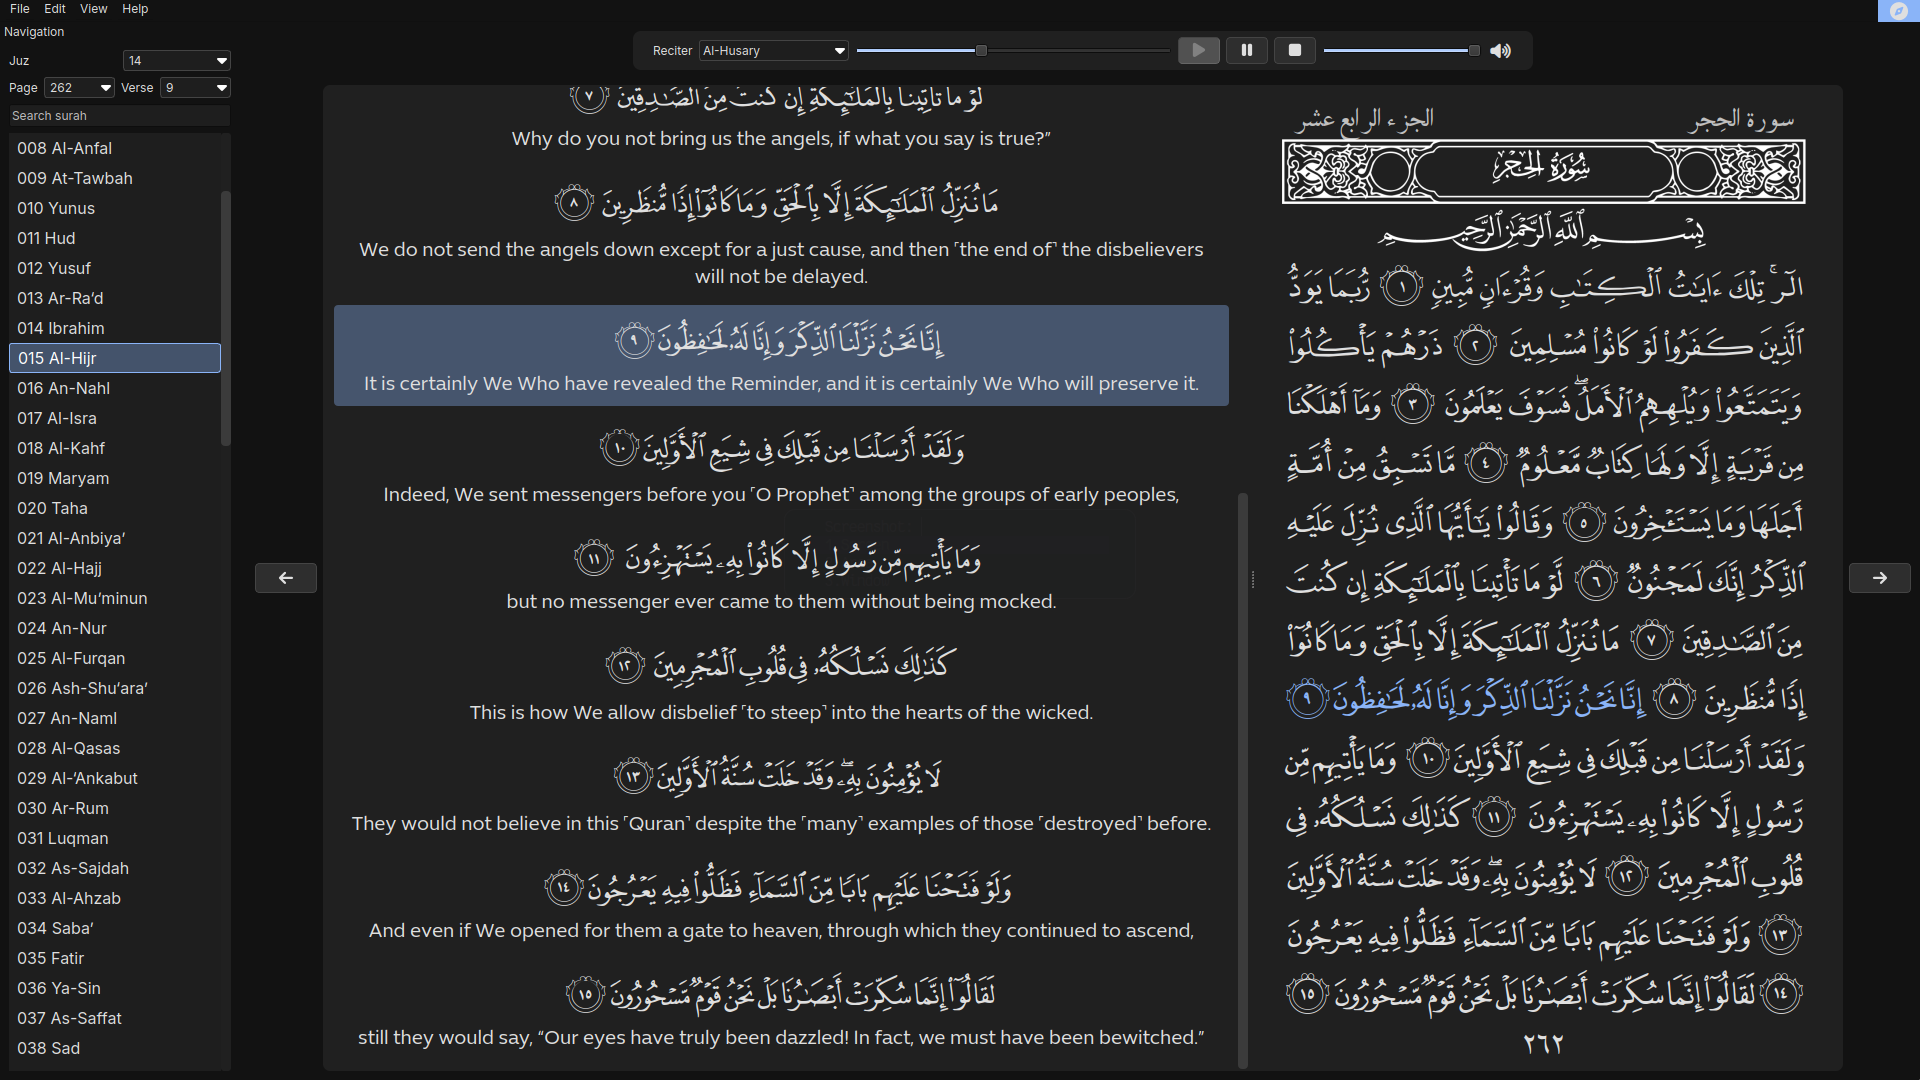 File Edit View Help
Navigation
Juz 14
Page 262 Verse 9
Search surah
008 Al-Anfal
009 At-Tawbah
010 Yunus
011 Hud
012 Yusuf
013 Ar-Ra’d
014 Ibrahim
015 Al-Hijr
016 An-Nahl
017 Al-Isra
018 Al-Kahf
019 Maryam
020 Taha
021 Al-Anbiya’
022 Al-Hajj
023 Al-Mu’minun
024 An-Nur
025 Al-Furqan
026 Ash-Shu‘ara’
027 An-Naml
028 Al-Qasas
029 Al-‘Ankabut
030 Ar-Rum
031 Luqman
032 As-Sajdah
033 Al-Ahzab
034 Saba’
035 Fatir
036 Ya-Sin
037 As-Saffat
038 Sad
Reciter Al-Husary
لَّوْ مَا تَأْتِينَا بِٱلْمَلَـٰٓئِكَةِ إِن كُنتَ مِنَ ٱلصَّـٰدِقِينَ ٧
Why do you not bring us the angels, if what you say is true?”
مَا نُنَزِّلُ ٱلْمَلَـٰٓئِكَةَ إِلَّا بِٱلْحَقِّ وَمَا كَانُوٓا۟ إِذًا مُّنظَرِينَ ٨
We do not send the angels down except for a just cause, and then ˹the end of˺ the disbelievers
will not be delayed.
إِنَّا نَحْنُ نَزَّلْنَا ٱلذِّكْرَ وَإِنَّا لَهُۥ لَحَـٰفِظُونَ ٩
It is certainly We Who have revealed the Reminder, and it is certainly We Who will preserve it.
وَلَقَدْ أَرْسَلْنَا مِن قَبْلِكَ فِى شِيَعِ ٱلْأَوَّلِينَ ١٠
Indeed, We sent messengers before you ˹O Prophet˺ among the groups of early peoples,
وَمَا يَأْتِيهِم مِّن رَّسُولٍ إِلَّا كَانُوا۟ بِهِۦ يَسْتَهْزِءُونَ ١١
but no messenger ever came to them without being mocked.
كَذَٰلِكَ نَسْلُكُهُۥ فِى قُلُوبِ ٱلْمُجْرِمِينَ ١٢
This is how We allow disbelief ˹to steep˺ into the hearts of the wicked.
لَا يُؤْمِنُونَ بِهِۦ ۖ وَقَدْ خَلَتْ سُنَّةُ ٱلْأَوَّلِينَ ١٣
They would not believe in this ˹Quran˺ despite the ˹many˺ examples of those ˹destroyed˺ before.
وَلَوْ فَتَحْنَا عَلَيْهِم بَابًا مِّنَ ٱلسَّمَآءِ فَظَلُّوا۟ فِيهِ يَعْرُجُونَ ١٤
And even if We opened for them a gate to heaven, through which they continued to ascend,
لَقَالُوٓا۟ إِنَّمَا سُكِّرَتْ أَبْصَـٰرُنَا بَلْ نَحْنُ قَوْمٌ مَّسْحُورُونَ ١٥
still they would say, “Our eyes have truly been dazzled! In fact, we must have been bewitched.”
سورة الحِجر الجزء الرابع عشر
سُورَةُ الحِجْرِ
بِسْمِ ٱللَّهِ ٱلرَّحْمَـٰنِ ٱلرَّحِيمِ
الٓر ۚ تِلْكَ ءَايَـٰتُ ٱلْكِتَـٰبِ وَقُرْءَانٍ مُّبِينٍ ١ رُّبَمَا يَوَدُّ
ٱلَّذِينَ كَفَرُوا۟ لَوْ كَانُوا۟ مُسْلِمِينَ ٢ ذَرْهُمْ يَأْكُلُوا۟
وَيَتَمَتَّعُوا۟ وَيُلْهِهِمُ ٱلْأَمَلُ ۖ فَسَوْفَ يَعْلَمُونَ ٣ وَمَآ أَهْلَكْنَا
مِن قَرْيَةٍ إِلَّا وَلَهَا كِتَابٌ مَّعْلُومٌ ٤ مَّا تَسْبِقُ مِنْ أُمَّةٍ
أَجَلَهَا وَمَا يَسْتَـْٔخِرُونَ ٥ وَقَالُوا۟ يَـٰٓأَيُّهَا ٱلَّذِى نُزِّلَ عَلَيْهِ
ٱلذِّكْرُ إِنَّكَ لَمَجْنُونٌ ٦ لَّوْ مَا تَأْتِينَا بِٱلْمَلَـٰٓئِكَةِ إِن كُنتَ
مِنَ ٱلصَّـٰدِقِينَ ٧ مَا نُنَزِّلُ ٱلْمَلَـٰٓئِكَةَ إِلَّا بِٱلْحَقِّ وَمَا كَانُوٓا۟
إِذًا مُّنظَرِينَ ٨ إِنَّا نَحْنُ نَزَّلْنَا ٱلذِّكْرَ وَإِنَّا لَهُۥ لَحَـٰفِظُونَ ٩
وَلَقَدْ أَرْسَلْنَا مِن قَبْلِكَ فِى شِيَعِ ٱلْأَوَّلِينَ ١٠ وَمَا يَأْتِيهِم مِّن
رَّسُولٍ إِلَّا كَانُوا۟ بِهِۦ يَسْتَهْزِءُونَ ١١ كَذَٰلِكَ نَسْلُكُهُۥ فِى
قُلُوبِ ٱلْمُجْرِمِينَ ١٢ لَا يُؤْمِنُونَ بِهِۦ ۖ وَقَدْ خَلَتْ سُنَّةُ ٱلْأَوَّلِينَ
١٣ وَلَوْ فَتَحْنَا عَلَيْهِم بَابًا مِّنَ ٱلسَّمَآءِ فَظَلُّوا۟ فِيهِ يَعْرُجُونَ
١٤ لَقَالُوٓا۟ إِنَّمَا سُكِّرَتْ أَبْصَـٰرُنَا بَلْ نَحْنُ قَوْمٌ مَّسْحُورُونَ ١٥
٢٦٢